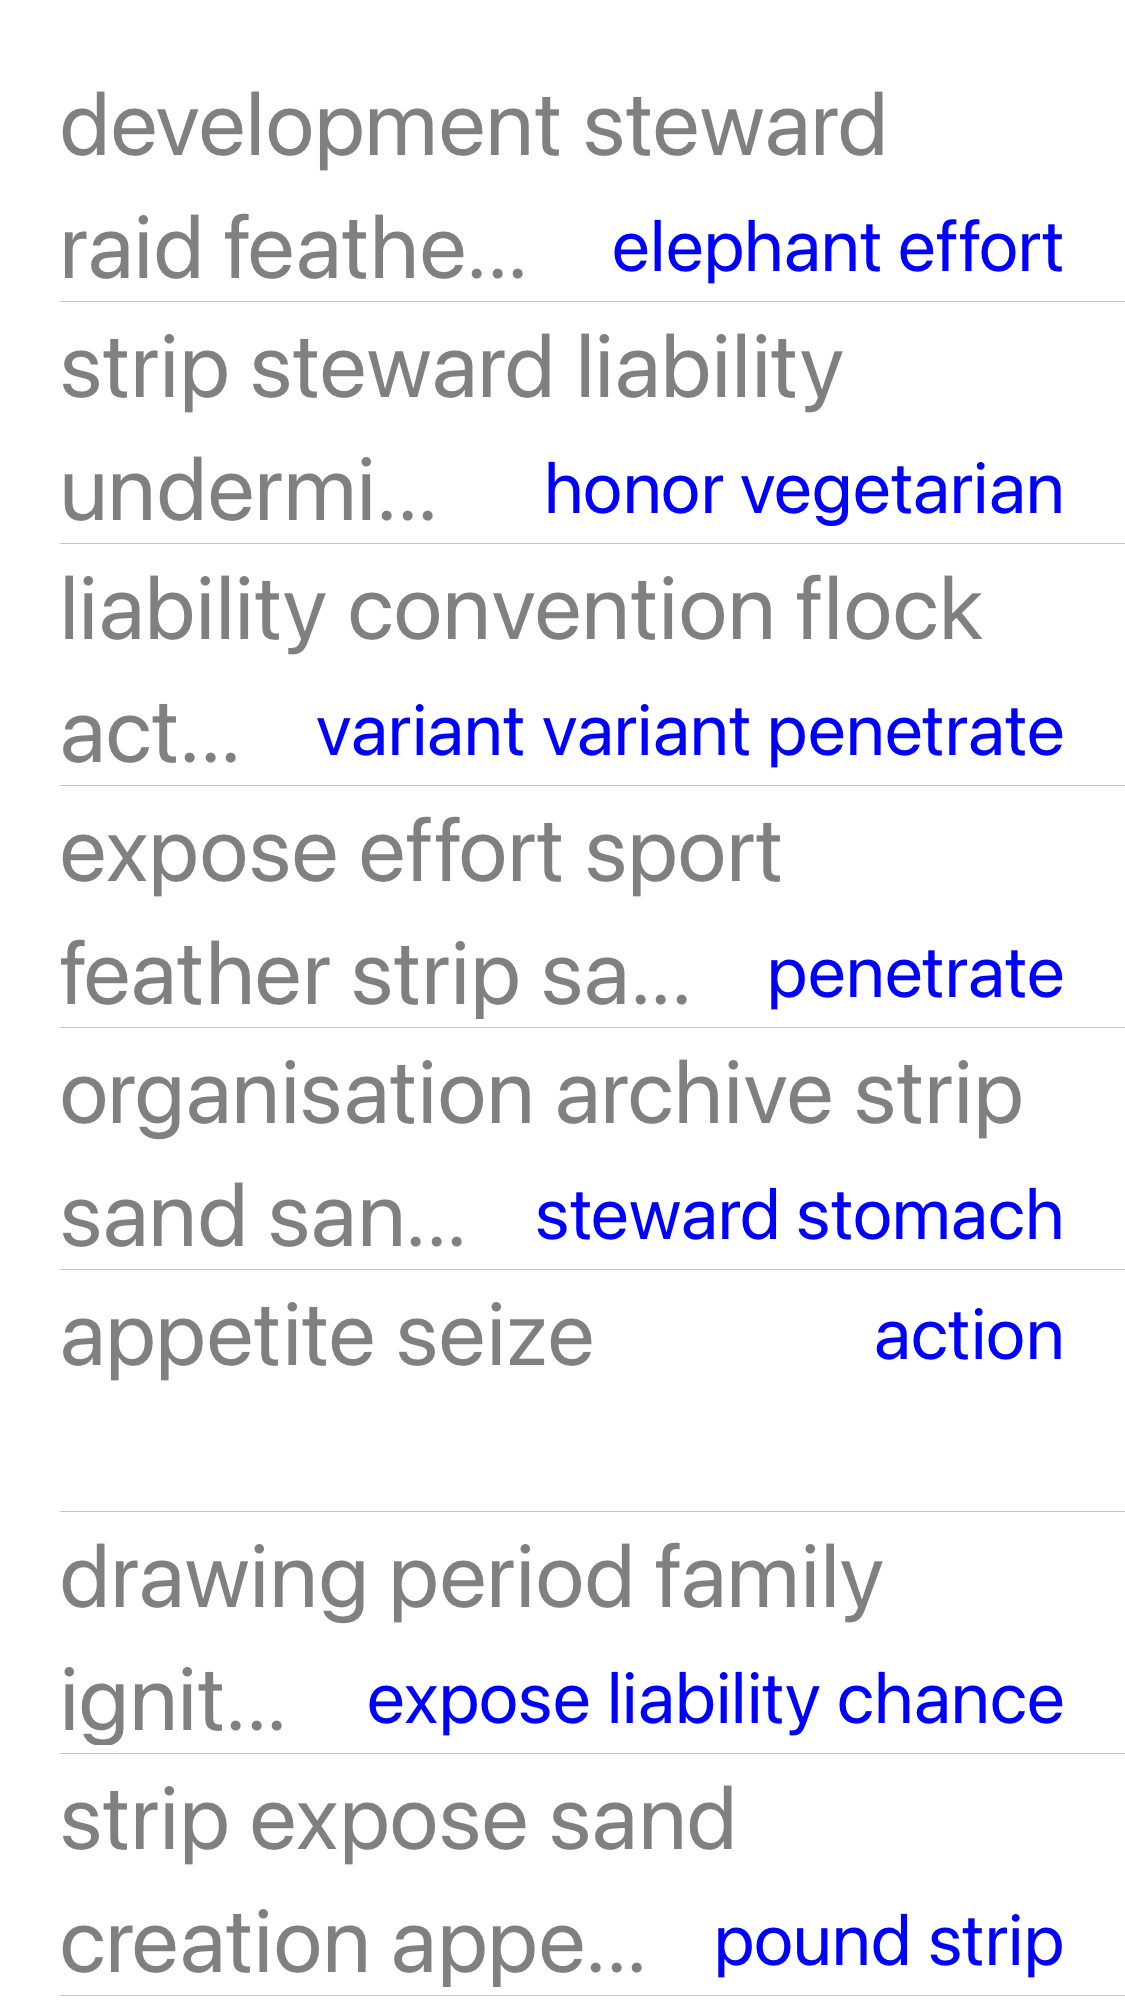 development steward
raid feathe... elephant effort
strip steward liability
undermi... honor vegetarian
liability convention flock
act... variant variant penetrate
expose effort sport
feather strip sa... penetrate
organisation archive strip
sand san... steward stomach
appetite seize action
drawing period family
ignit... expose liability chance
strip expose sand
creation appe... pound strip